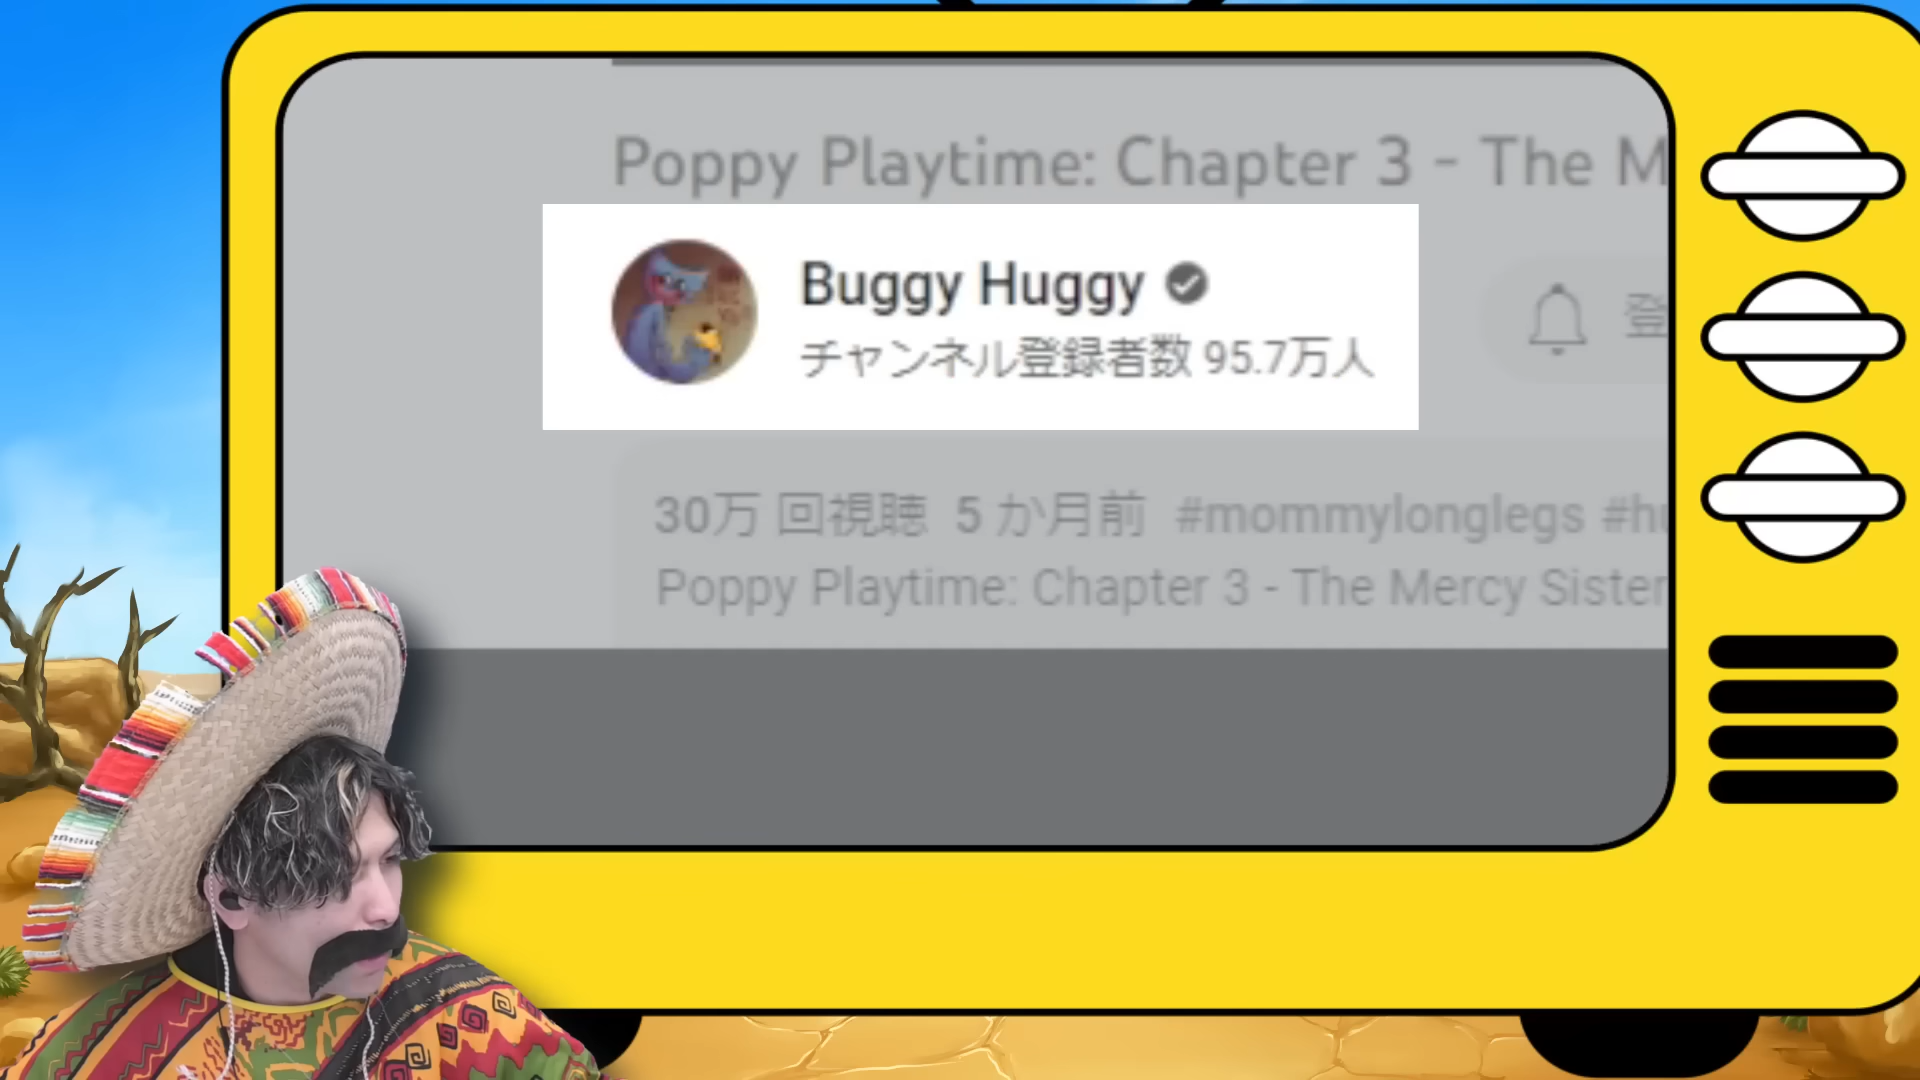 Poppy Playtime: Chapter 3 - The M
Buggy Huggy
チャンネル登録者数 95.7万人
登
30万 回視聴 5 か月前 #mommylonglegs #hu
Poppy Playtime: Chapter 3 - The Mercy Sister